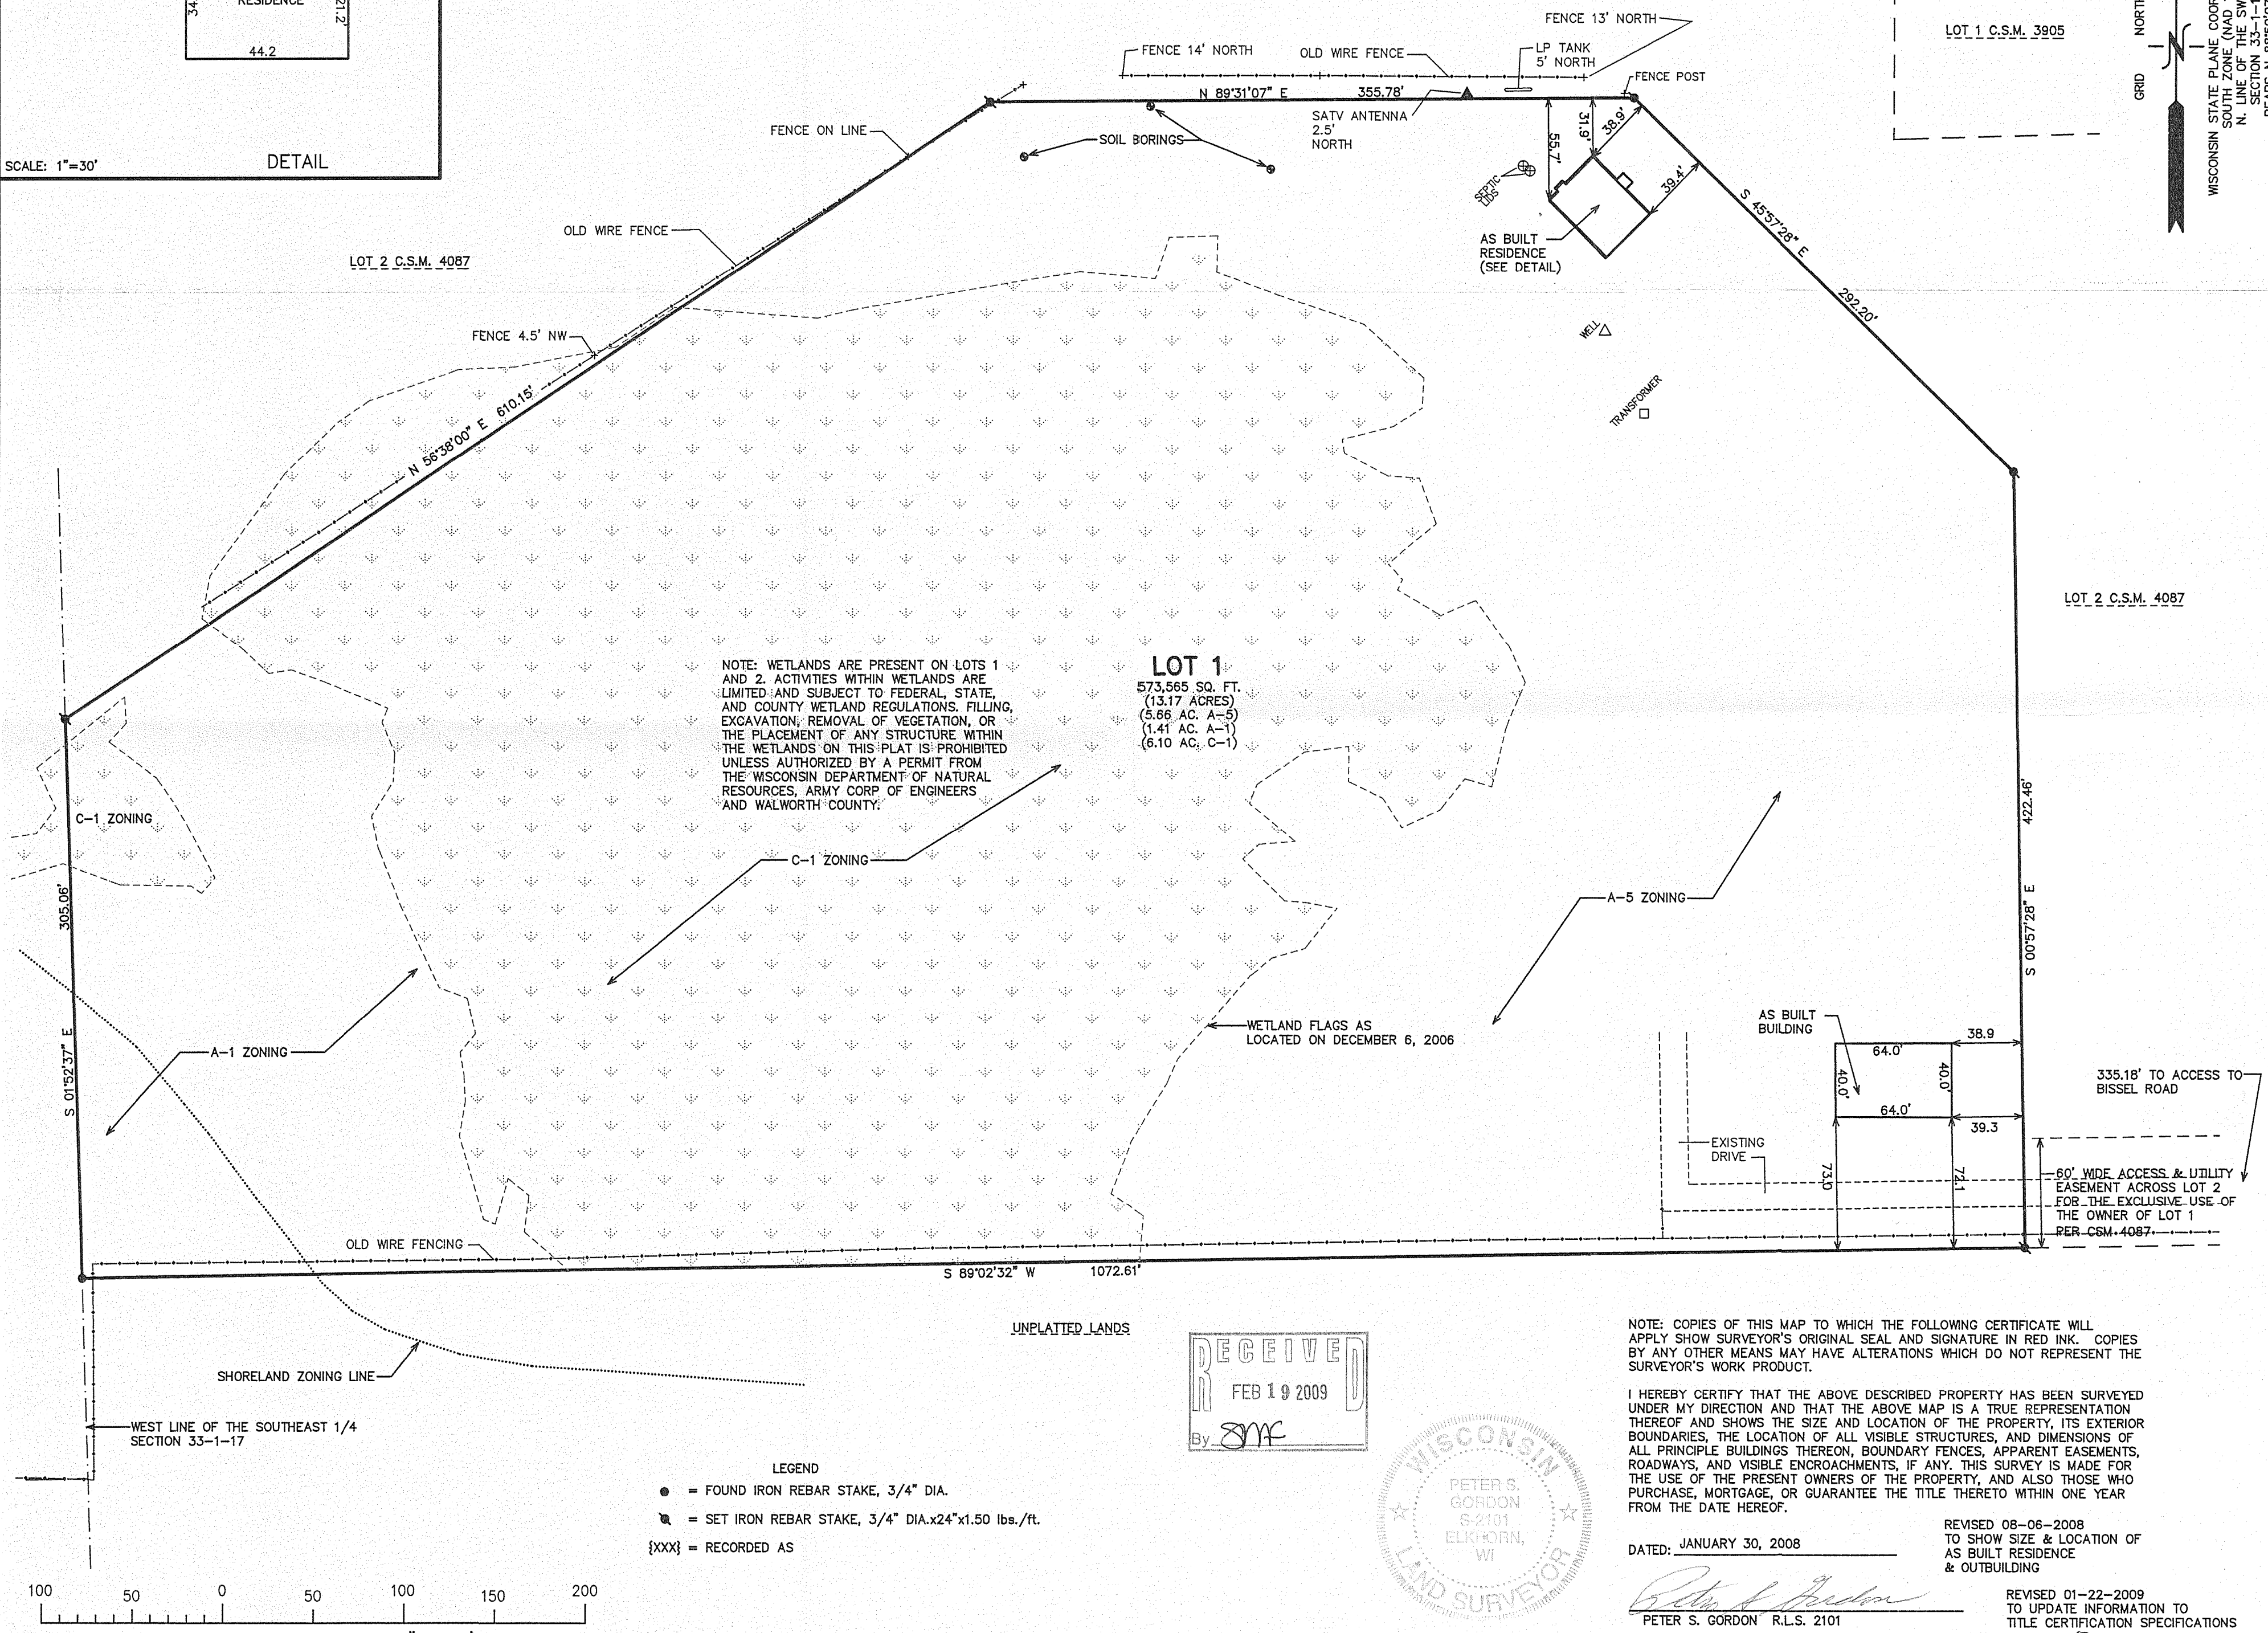 34.
RESIDENCE
21.2'
44.2
SCALE: 1"=30'
DETAIL
FENCE 13' NORTH
FENCE 14' NORTH
OLD WIRE FENCE
LP TANK
5' NORTH
FENCE POST
N 89°31'07" E 355.78'
SATV ANTENNA
2.5'
NORTH
FENCE ON LINE
SOIL BORINGS
55.7'
31.9'
38.9'
39.4'
SEPTIC
LIDS
AS BUILT
RESIDENCE
(SEE DETAIL)
S 45°57'28" E
292.20'
LOT 1 C.S.M. 3905
GRID NORTH
N
WISCONSIN STATE PLANE COOR
SOUTH ZONE (NAD
N. LINE OF THE SW
SECTION 33-1-1
OLD WIRE FENCE
LOT 2 C.S.M. 4087
FENCE 4.5' NW
N 56°38'00" E 610.15'
WELL
TRANSFORMER
LOT 2 C.S.M. 4087
NOTE: WETLANDS ARE PRESENT ON LOTS 1
AND 2. ACTIVITIES WITHIN WETLANDS ARE
LIMITED AND SUBJECT TO FEDERAL, STATE,
AND COUNTY WETLAND REGULATIONS. FILLING,
EXCAVATION, REMOVAL OF VEGETATION, OR
THE PLACEMENT OF ANY STRUCTURE WITHIN
THE WETLANDS ON THIS PLAT IS PROHIBITED
UNLESS AUTHORIZED BY A PERMIT FROM
THE WISCONSIN DEPARTMENT OF NATURAL
RESOURCES, ARMY CORP OF ENGINEERS
AND WALWORTH COUNTY.
LOT 1
573,565 SQ. FT.
(13.17 ACRES)
(5.66 AC. A-5)
(1.41 AC. A-1)
(6.10 AC. C-1)
C-1 ZONING
C-1 ZONING
A-5 ZONING
A-1 ZONING
305.06'
S 01°52'37" E
422.46'
S 00°57'28" E
WETLAND FLAGS AS
LOCATED ON DECEMBER 6, 2006
AS BUILT
BUILDING
38.9
64.0'
40.0'
40.0'
64.0'
39.3
335.18' TO ACCESS TO
BISSEL ROAD
EXISTING
DRIVE
73.0
72.1
60' WIDE ACCESS & UTILITY
EASEMENT ACROSS LOT 2
FOR THE EXCLUSIVE USE OF
THE OWNER OF LOT 1
PER CSM 4087
OLD WIRE FENCING
S 89°02'32" W 1072.61'
UNPLATTED LANDS
SHORELAND ZONING LINE
WEST LINE OF THE SOUTHEAST 1/4
SECTION 33-1-17
RECEIVED
FEB 19 2009
By SMF
WISCONSIN
PETER S.
GORDON
S-2101
ELKHORN,
WI
LAND SURVEYOR
LEGEND
= FOUND IRON REBAR STAKE, 3/4" DIA.
= SET IRON REBAR STAKE, 3/4" DIA.x24"x1.50 lbs./ft.
{XXX} = RECORDED AS
100 50 0 50 100 150 200
NOTE: COPIES OF THIS MAP TO WHICH THE FOLLOWING CERTIFICATE WILL
APPLY SHOW SURVEYOR'S ORIGINAL SEAL AND SIGNATURE IN RED INK. COPIES
BY ANY OTHER MEANS MAY HAVE ALTERATIONS WHICH DO NOT REPRESENT THE
SURVEYOR'S WORK PRODUCT.
I HEREBY CERTIFY THAT THE ABOVE DESCRIBED PROPERTY HAS BEEN SURVEYED
UNDER MY DIRECTION AND THAT THE ABOVE MAP IS A TRUE REPRESENTATION
THEREOF AND SHOWS THE SIZE AND LOCATION OF THE PROPERTY, ITS EXTERIOR
BOUNDARIES, THE LOCATION OF ALL VISIBLE STRUCTURES, AND DIMENSIONS OF
ALL PRINCIPLE BUILDINGS THEREON, BOUNDARY FENCES, APPARENT EASEMENTS,
ROADWAYS, AND VISIBLE ENCROACHMENTS, IF ANY. THIS SURVEY IS MADE FOR
THE USE OF THE PRESENT OWNERS OF THE PROPERTY, AND ALSO THOSE WHO
PURCHASE, MORTGAGE, OR GUARANTEE THE TITLE THERETO WITHIN ONE YEAR
FROM THE DATE HEREOF.
DATED: JANUARY 30, 2008
REVISED 08-06-2008
TO SHOW SIZE & LOCATION OF
AS BUILT RESIDENCE
& OUTBUILDING
Peter S Gordon
PETER S. GORDON R.L.S. 2101
REVISED 01-22-2009
TO UPDATE INFORMATION TO
TITLE CERTIFICATION SPECIFICATIONS